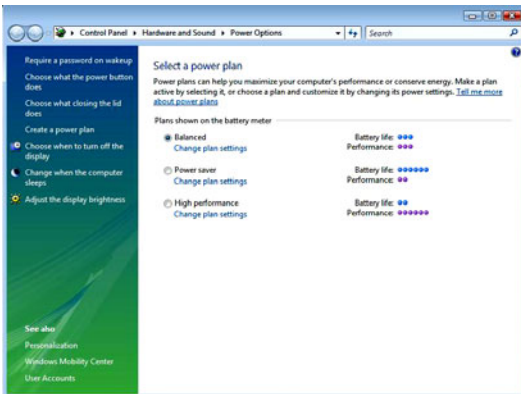 Control Panel ▸ Hardware and Sound ▸ Power Options
Search
Require a password on wakeup
Choose what the power button
does
Choose what closing the lid
does
Create a power plan
Choose when to turn off the
display
Change when the computer
sleeps
Adjust the display brightness
See also
Personalization
Windows Mobility Center
User Accounts
Select a power plan
Power plans can help you maximize your computer's performance or conserve energy. Make a plan
active by selecting it, or choose a plan and customize it by changing its power settings. Tell me more
about power plans
Plans shown on the battery meter
Balanced
Battery life:
Change plan settings
Performance:
Power saver
Battery life:
Change plan settings
Performance:
High performance
Battery life:
Change plan settings
Performance: